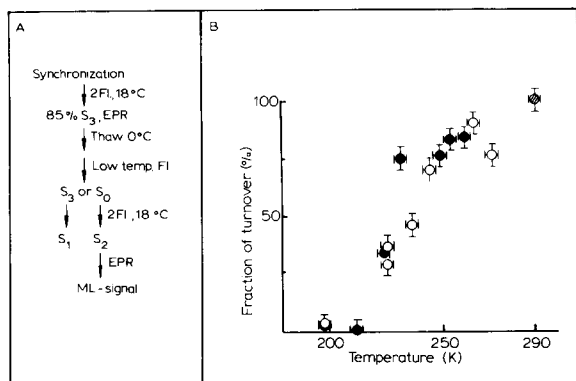 A
Synchronization
2Fl., 18°C
85% S₃, EPR
Thaw 0°C
Low temp. Fl
S₃ or S₀
2Fl, 18°C
S₁ S₂
EPR
ML-signal
B
Fraction of turnover (%)
100
50
0
200 250 290
Temperature (K)